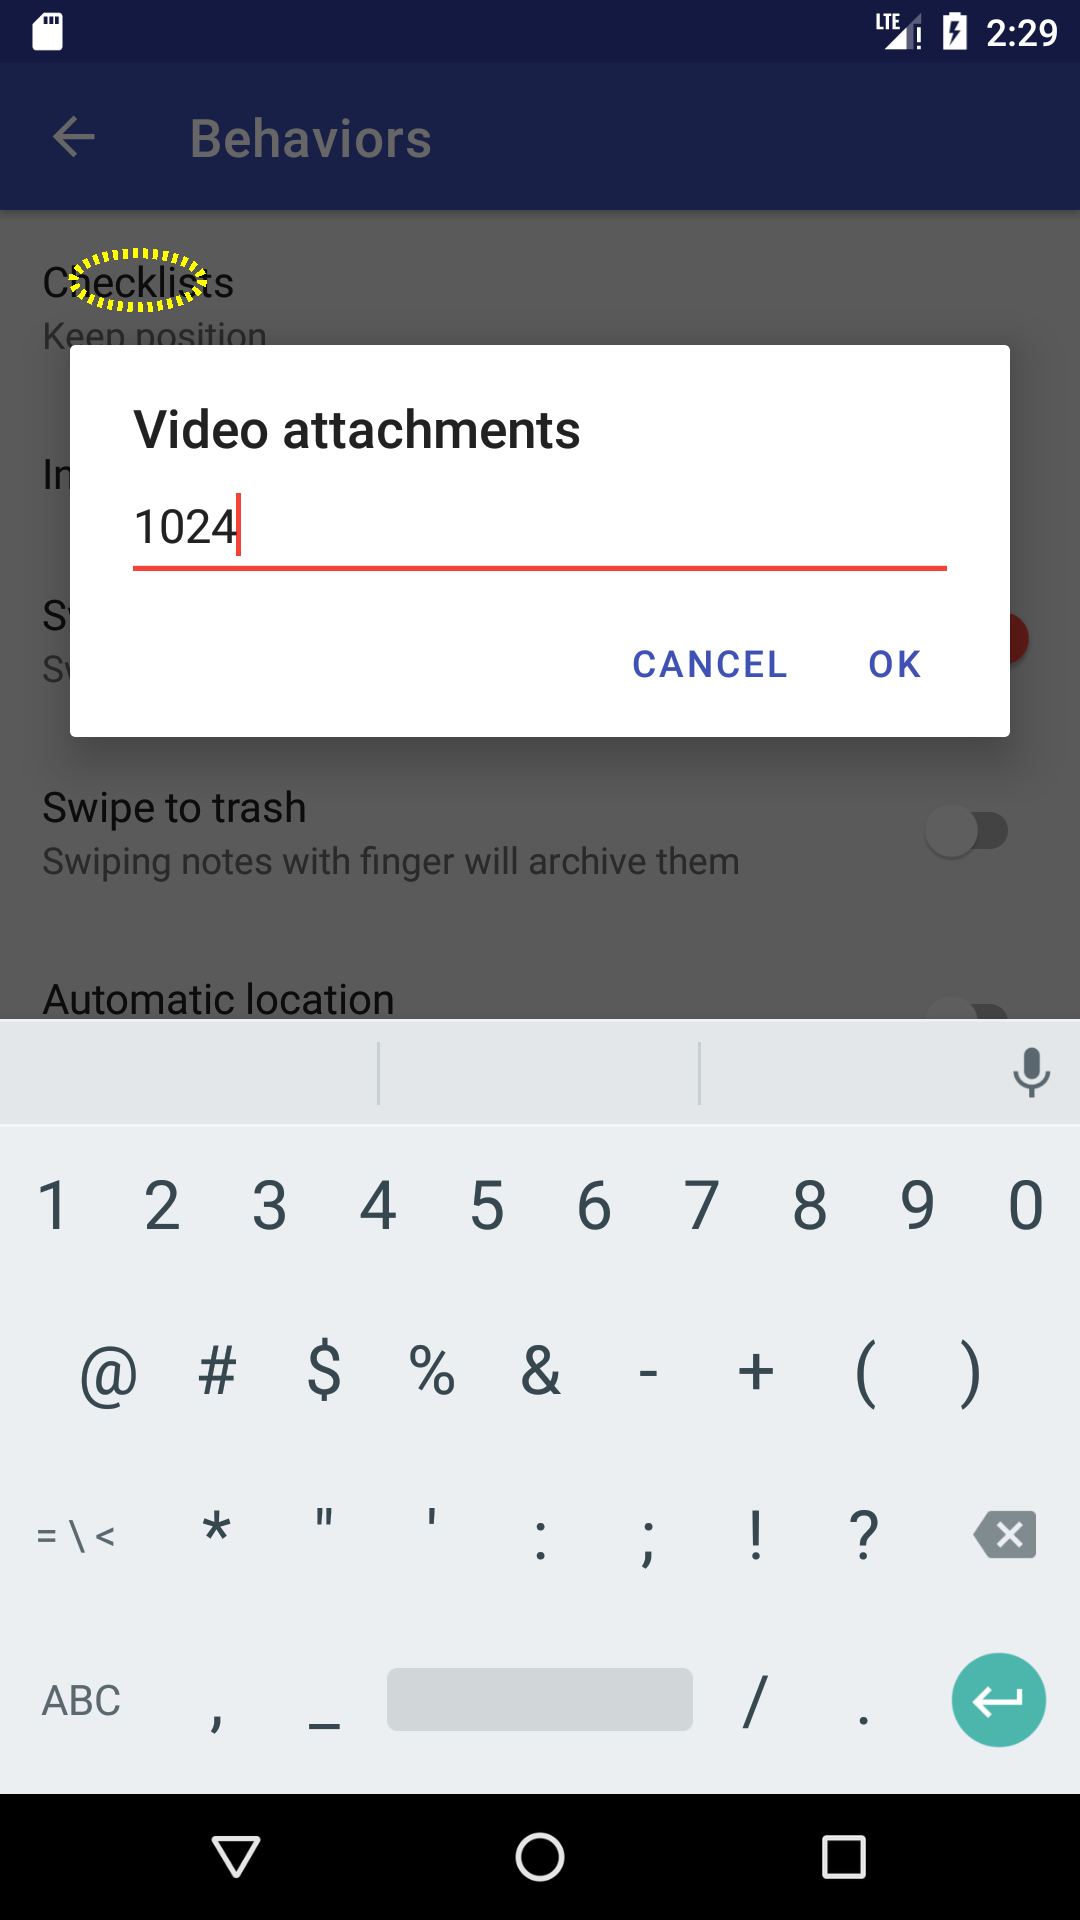 LTE ! 2:29
Behaviors
Checklists
Keep position
Video attachments
1024
CANCEL OK
Swipe to trash
Swiping notes with finger will archive them
Automatic location
1 2 3 4 5 6 7 8 9 0
@ # $ % & - + ( )
= \ < * " ' : ; ! ?
ABC , _ / .